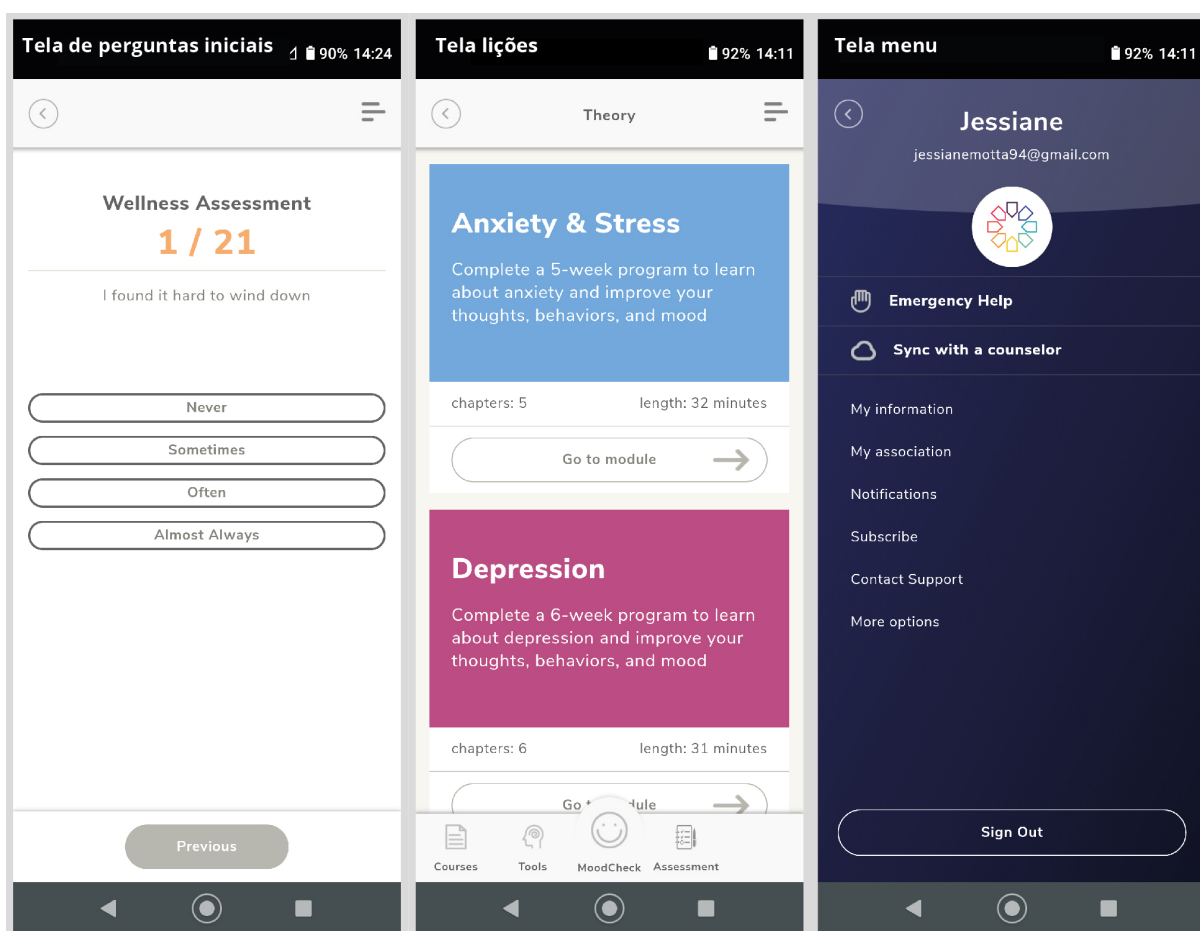 Tela de perguntas iniciais
90% 14:24
Wellness Assessment
1 / 21
I found it hard to wind down
Never
Sometimes
Often
Almost Always
Previous
Tela lições
92% 14:11
Theory
Anxiety & Stress
Complete a 5-week program to learn
about anxiety and improve your
thoughts, behaviors, and mood
chapters: 5 length: 32 minutes
Go to module
Depression
Complete a 6-week program to learn
about depression and improve your
thoughts, behaviors, and mood
chapters: 6 length: 31 minutes
Go
Courses Tools MoodCheck Assessment
Tela menu
92% 14:11
Jessiane
jessianemotta94@gmail.com
Emergency Help
Sync with a counselor
My information
My association
Notifications
Subscribe
Contact Support
More options
Sign Out